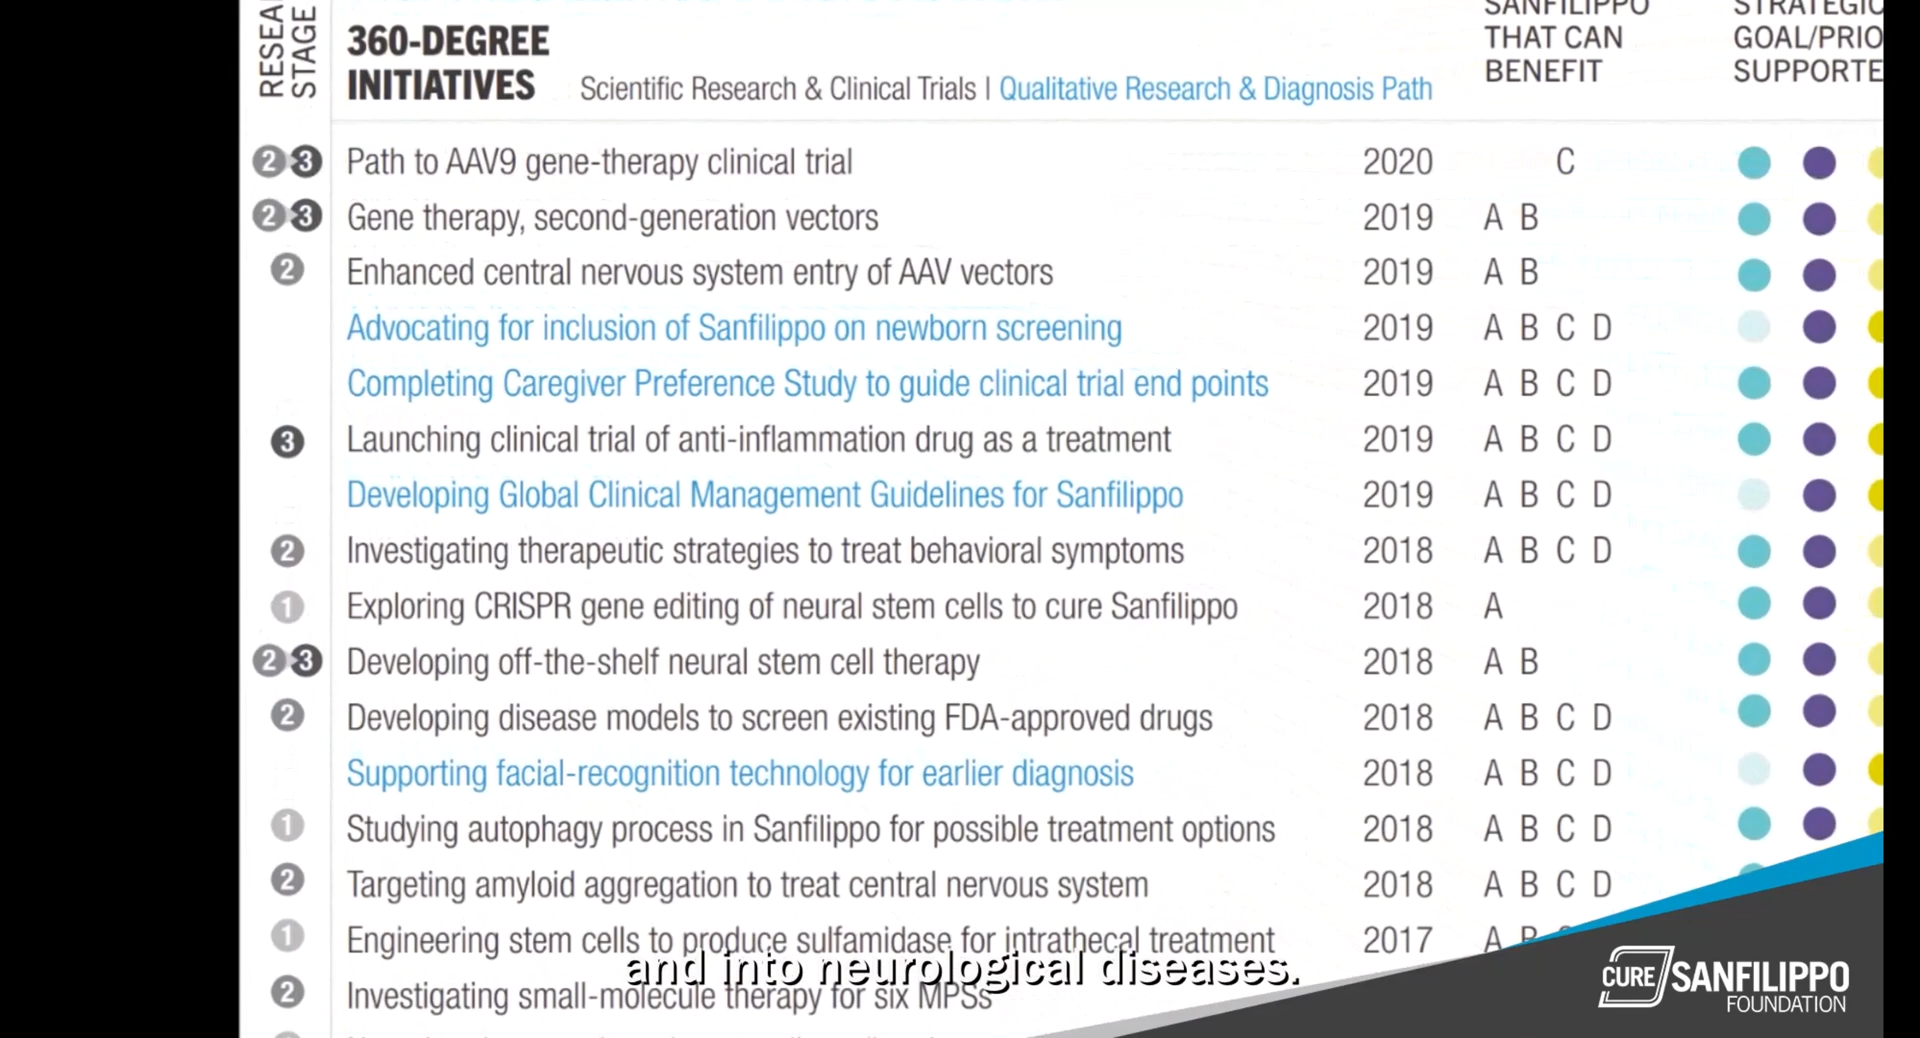 RESEAR
STAGE
360-DEGREE
INITIATIVES
Scientific Research & Clinical Trials | Qualitative Research & Diagnosis Path
SANFILIPPO
THAT CAN
BENEFIT
STRATEGIC
GOAL/PRIO
SUPPORTE
2 3 Path to AAV9 gene-therapy clinical trial 2020 C
2 3 Gene therapy, second-generation vectors 2019 A B
2 Enhanced central nervous system entry of AAV vectors 2019 A B
Advocating for inclusion of Sanfilippo on newborn screening 2019 A B C D
Completing Caregiver Preference Study to guide clinical trial end points 2019 A B C D
3 Launching clinical trial of anti-inflammation drug as a treatment 2019 A B C D
Developing Global Clinical Management Guidelines for Sanfilippo 2019 A B C D
2 Investigating therapeutic strategies to treat behavioral symptoms 2018 A B C D
1 Exploring CRISPR gene editing of neural stem cells to cure Sanfilippo 2018 A
2 3 Developing off-the-shelf neural stem cell therapy 2018 A B
2 Developing disease models to screen existing FDA-approved drugs 2018 A B C D
Supporting facial-recognition technology for earlier diagnosis 2018 A B C D
1 Studying autophagy process in Sanfilippo for possible treatment options 2018 A B C D
2 Targeting amyloid aggregation to treat central nervous system 2018 A B C D
1 Engineering stem cells to produce sulfamidase for intrathecal treatment 2017 A B
and into neurological diseases.
2 Investigating small-molecule therapy for six MPSs
CURE SANFILIPPO
FOUNDATION